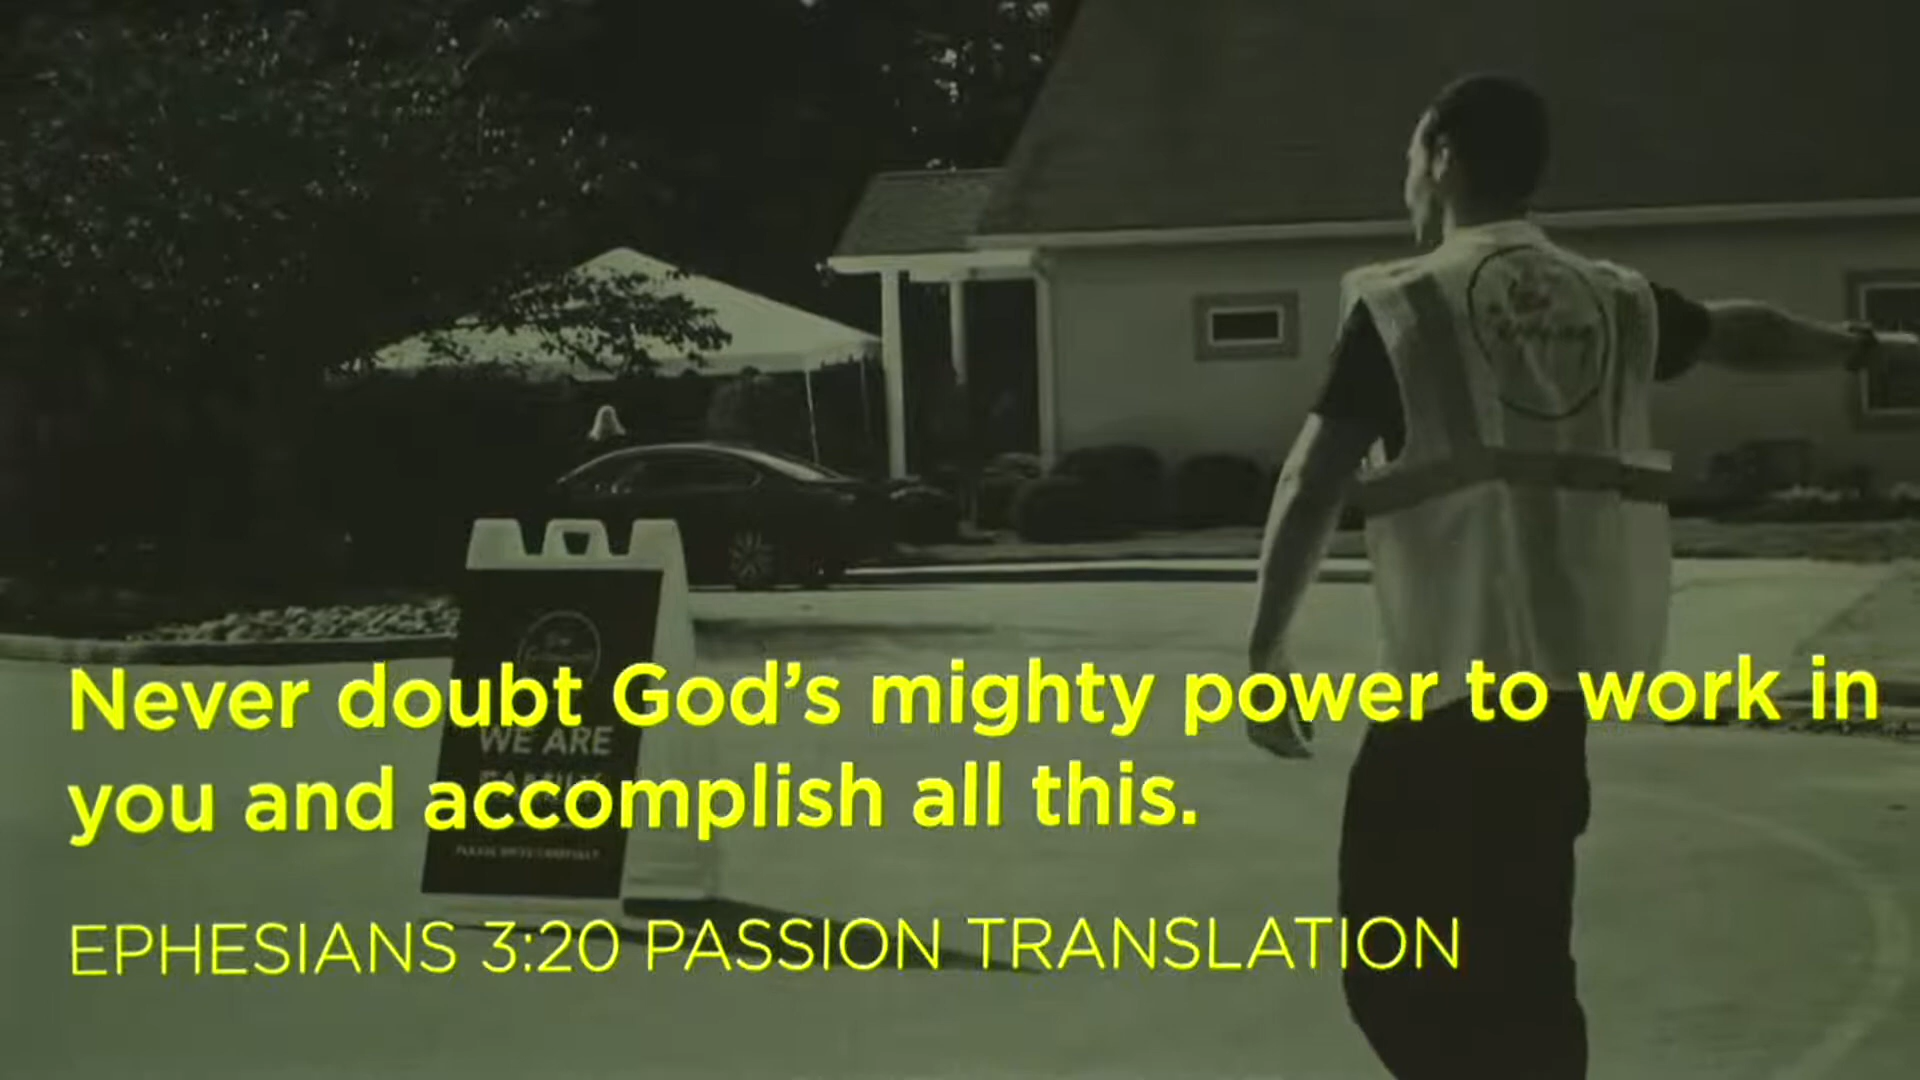 Never doubt God's mighty power to work in
you and accomplish all this.
EPHESIANS 3:20 PASSION TRANSLATION
WE ARE
FAMILY